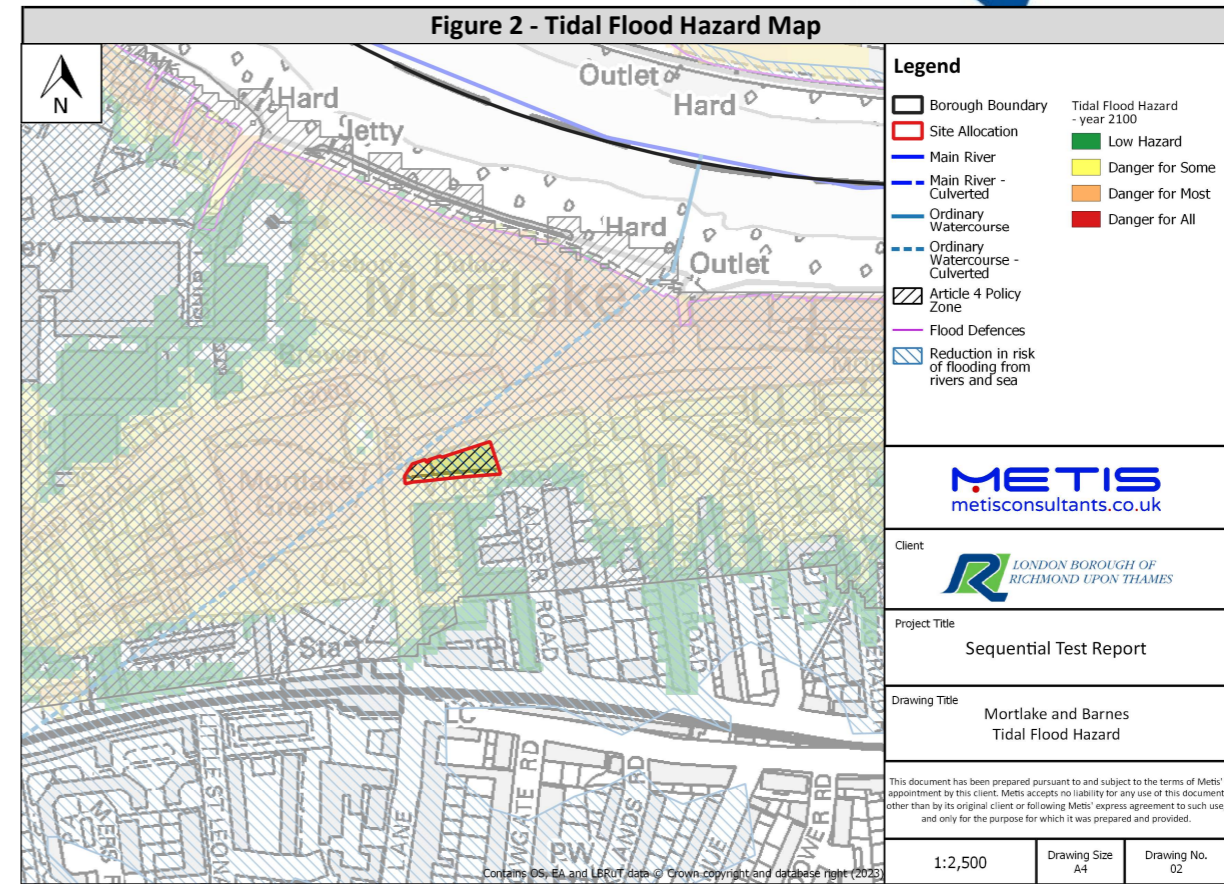 Figure 2 - Tidal Flood Hazard Map
N
Hard
Jetty
Outlet
Hard
Hard
Outlet
Mortlake
Brewery
ALDER ROAD
Sta
LC
LITTLE ST LEON
LANE
PW
Contains OS, EA and LBRuT data © Crown copyright and database right (2023)
Legend
Borough Boundary
Site Allocation
Main River
Main River -
Culverted
Ordinary
Watercourse
Ordinary
Watercourse -
Culverted
Article 4 Policy
Zone
Flood Defences
Reduction in risk
of flooding from
rivers and sea
Tidal Flood Hazard
- year 2100
Low Hazard
Danger for Some
Danger for Most
Danger for All
METIS
metisconsultants.co.uk
Client
LONDON BOROUGH OF
RICHMOND UPON THAMES
Project Title
Sequential Test Report
Drawing Title
Mortlake and Barnes
Tidal Flood Hazard
This document has been prepared pursuant to and subject to the terms of Metis'
appointment by this client. Metis accepts no liability for any use of this document
other than by its original client or following Metis' express agreement to such use,
and only for the purpose for which it was prepared and provided.
1:2,500
Drawing Size
A4
Drawing No.
02